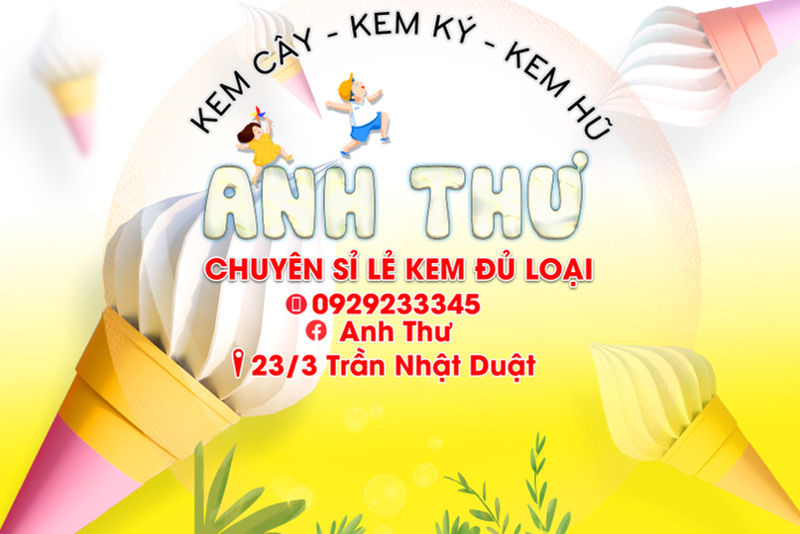 KEM CÂY - KEM KÝ - KEM HŨ
ANH THƯ
CHUYÊN SỈ LẺ KEM ĐỦ LOẠI
0929233345
Anh Thư
23/3 Trần Nhật Duật